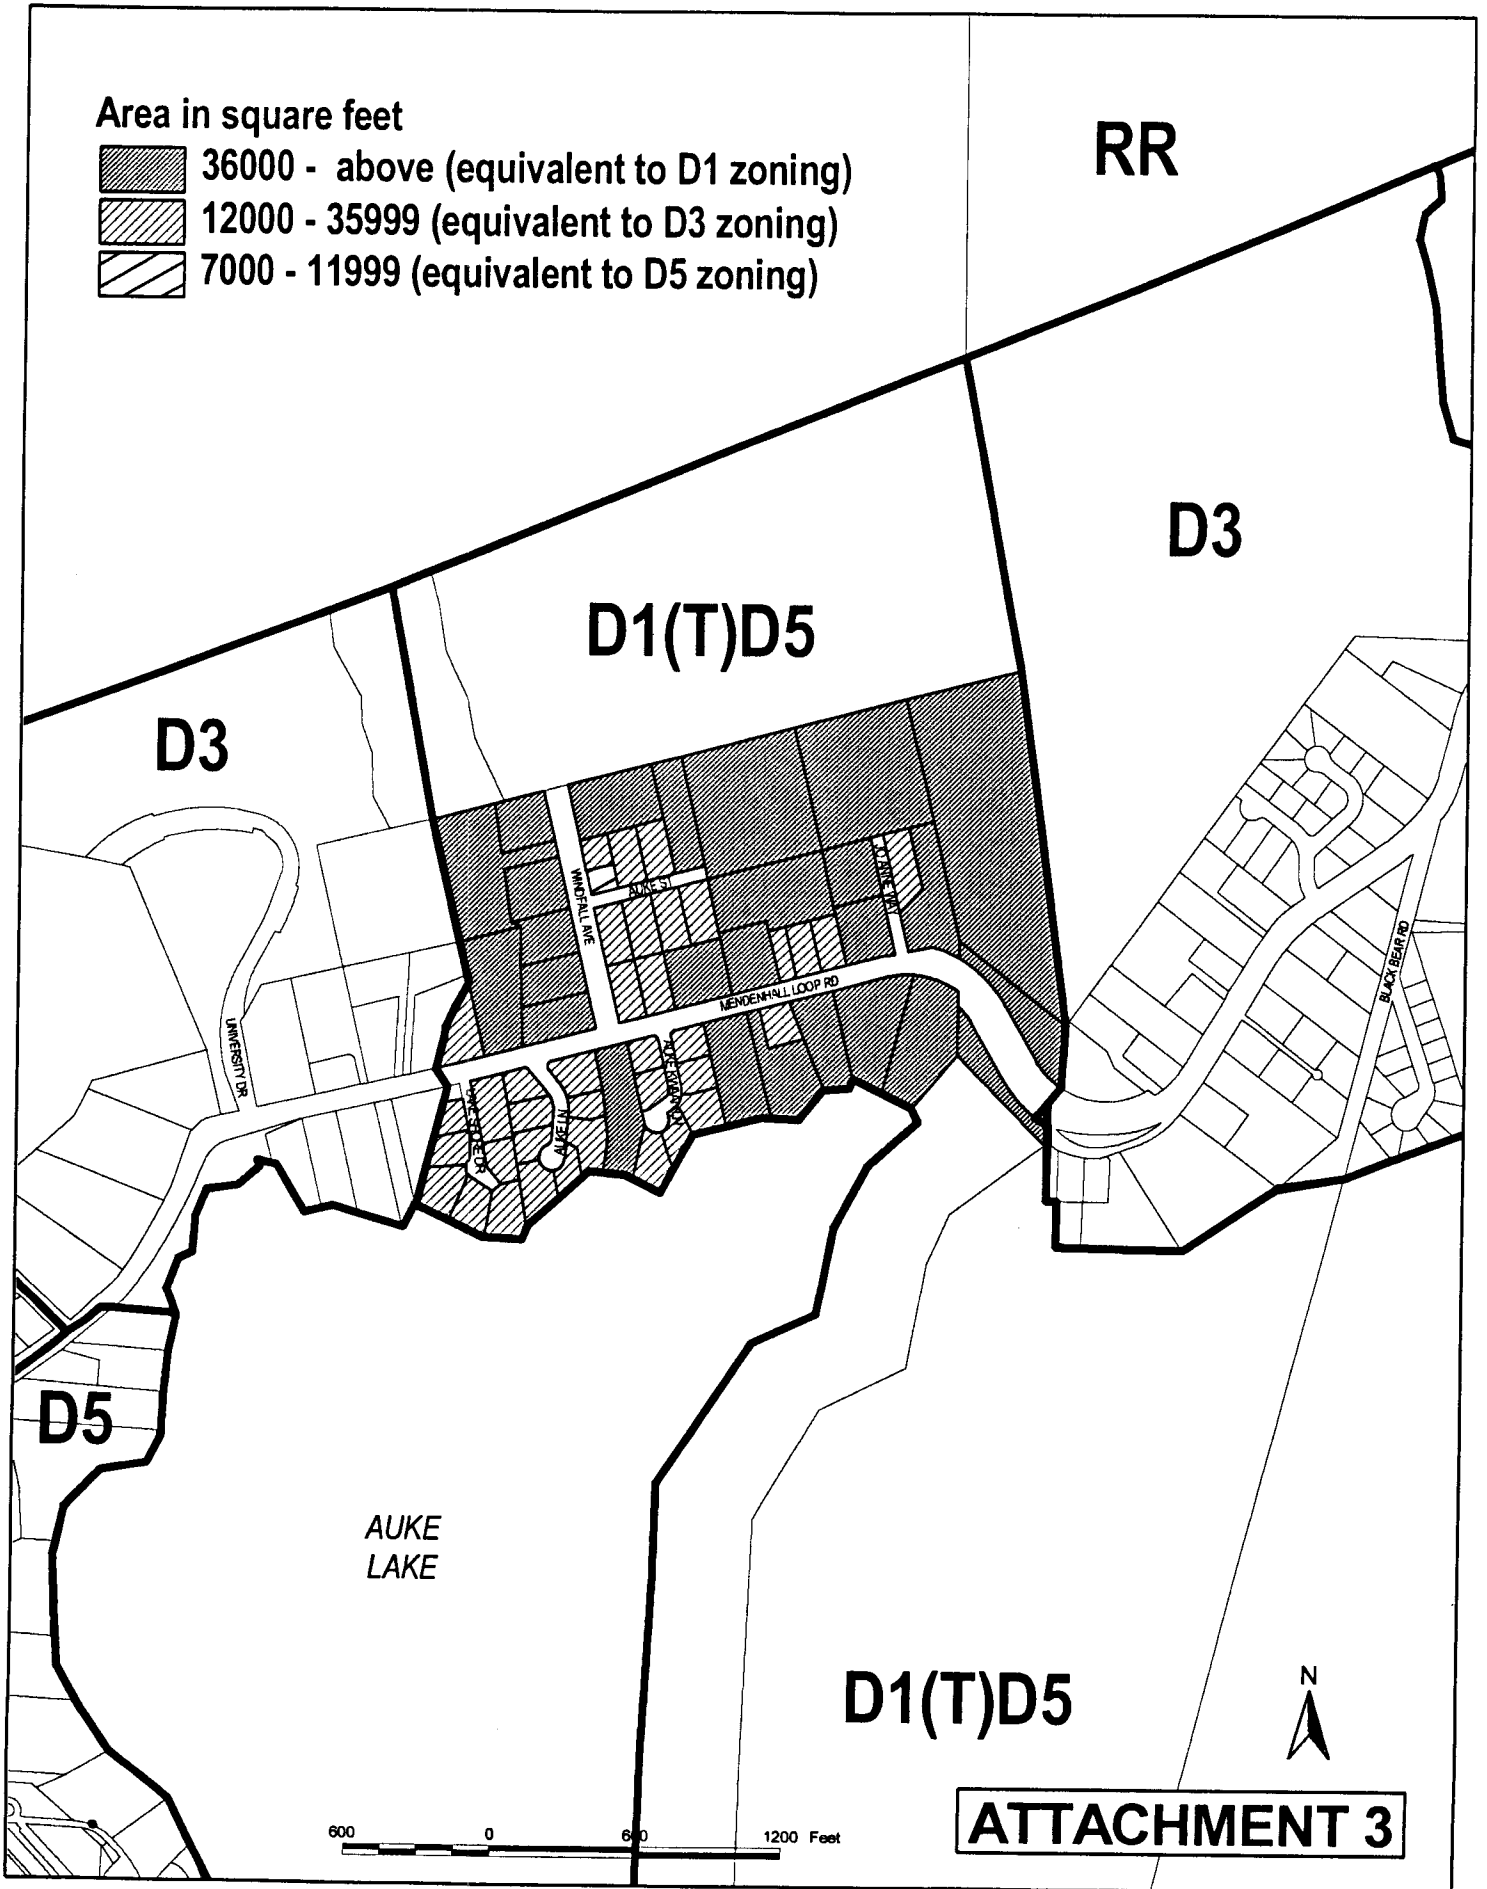 Area in square feet
36000 - above (equivalent to D1 zoning)
12000 - 35999 (equivalent to D3 zoning)
7000 - 11999 (equivalent to D5 zoning)
RR
D3
D1(T)D5
D3
WINDFALL AVE
AUKE ST
WAY
MENDENHALL LOOP RD
BLACK BEAR RD
UNIVERSITY DR
DR
AUKE LN
D5
AUKE
LAKE
D1(T)D5
N
600 0 600 1200 Feet
ATTACHMENT 3